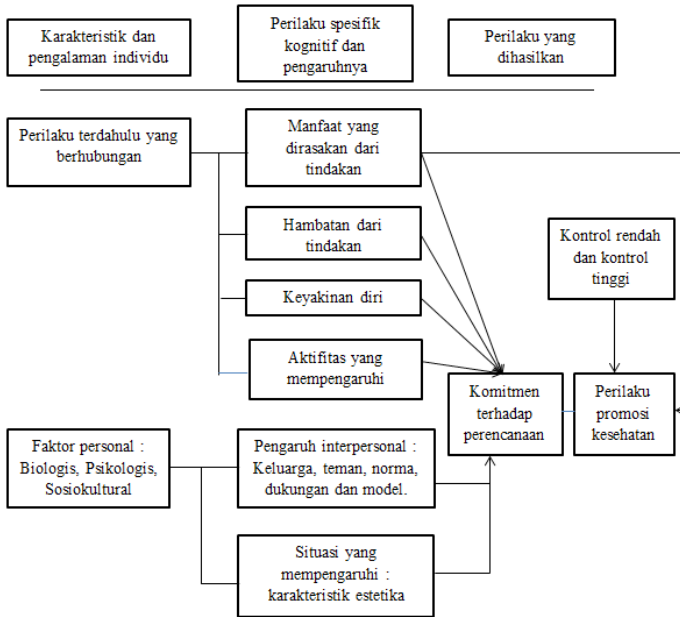 Karakteristik dan
pengalaman individu
Perilaku spesifik
kognitif dan
pengaruhnya
Perilaku yang
dihasilkan
Perilaku terdahulu yang
berhubungan
Manfaat yang
dirasakan dari
tindakan
Hambatan dari
tindakan
Kontrol rendah
dan kontrol
tinggi
Keyakinan diri
Aktifitas yang
mempengaruhi
Komitmen
terhadap
perencanaan
Perilaku
promosi
kesehatan
Faktor personal :
Biologis, Psikologis,
Sosiokultural
Pengaruh interpersonal :
Keluarga, teman, norma,
dukungan dan model.
Situasi yang
mempengaruhi :
karakteristik estetika